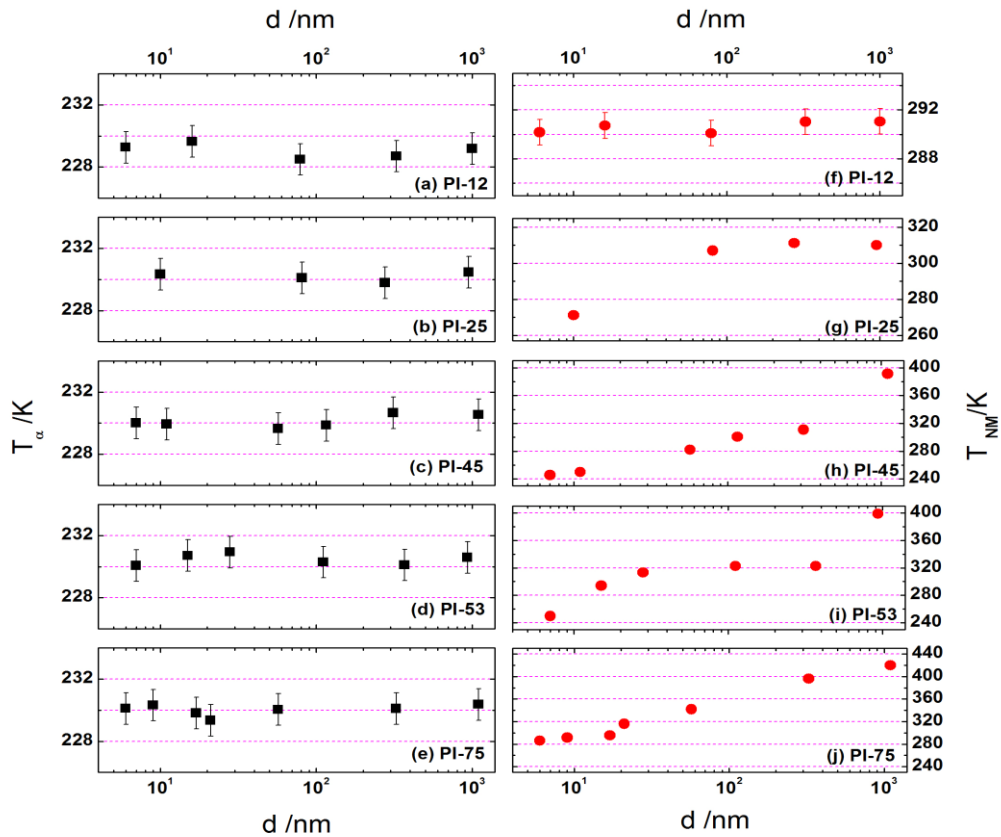 d /nm
d /nm
10¹ 10² 10³
10¹ 10² 10³
232
228
(a) PI-12
292
288
(f) PI-12
232
228
(b) PI-25
320
300
280
260
(g) PI-25
232
228
(c) PI-45
400
360
320
280
240
(h) PI-45
232
228
(d) PI-53
400
360
320
280
240
(i) PI-53
232
228
(e) PI-75
440
400
360
320
280
240
(j) PI-75
10¹ 10² 10³
10¹ 10² 10³
d /nm
d /nm
T_α /K
T_NM /K